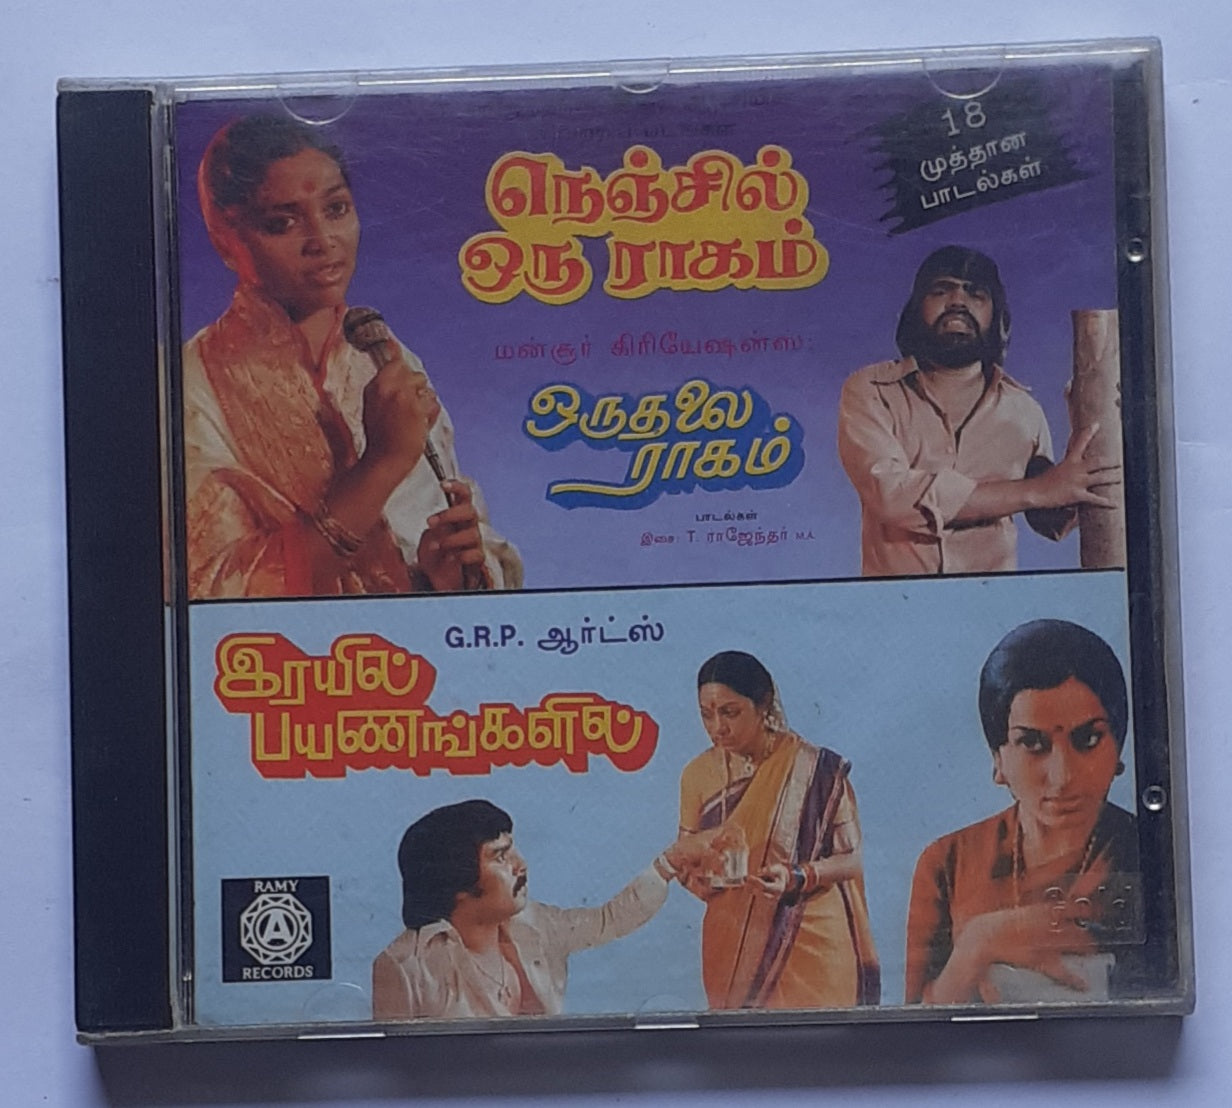 18
முத்தான
பாடல்கள்
நெஞ்சில்
ஒரு ராகம்
மன்சூர் கிரியேஷன்ஸ்:
ஒருதலை
ராகம்
பாடல்கள்
இசை: T. ராஜேந்தர் M.A.
G.R.P. ஆர்ட்ஸ்
இரயில்
பயணங்களில்
RAMY
A
RECORDS